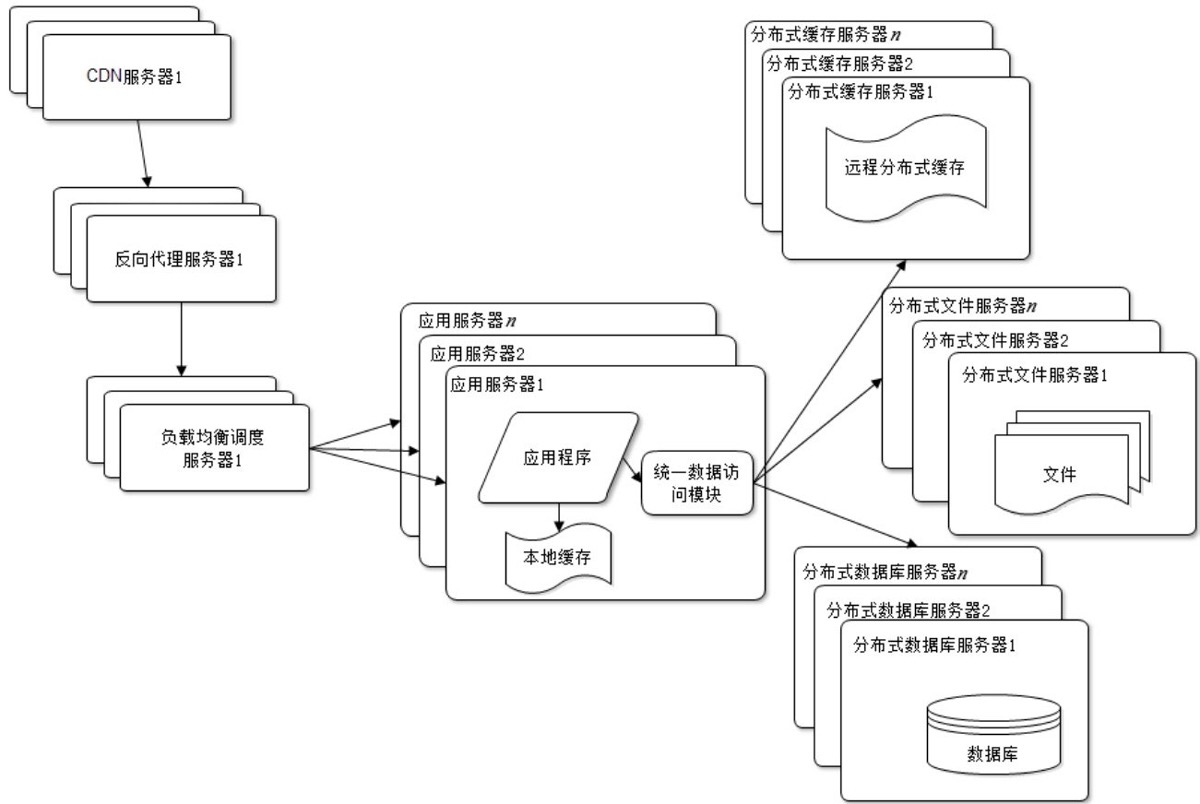 CDN服务器1
反向代理服务器1
负载均衡调度
服务器1
应用服务器n
应用服务器2
应用服务器1
应用程序
统一数据访
问模块
本地缓存
分布式缓存服务器n
分布式缓存服务器2
分布式缓存服务器1
远程分布式缓存
分布式文件服务器n
分布式文件服务器2
分布式文件服务器1
文件
分布式数据库服务器n
分布式数据库服务器2
分布式数据库服务器1
数据库